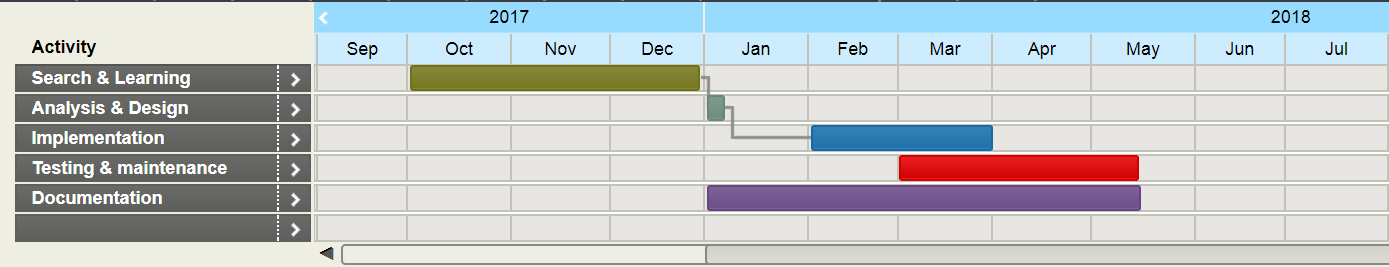 2017 2018
Activity Sep Oct Nov Dec Jan Feb Mar Apr May Jun Jul
Search & Learning
Analysis & Design
Implementation
Testing & maintenance
Documentation